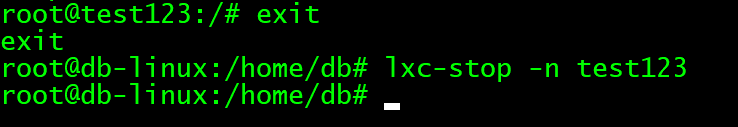 root@test123:/# exit
exit
root@db-linux:/home/db# lxc-stop -n test123
root@db-linux:/home/db#